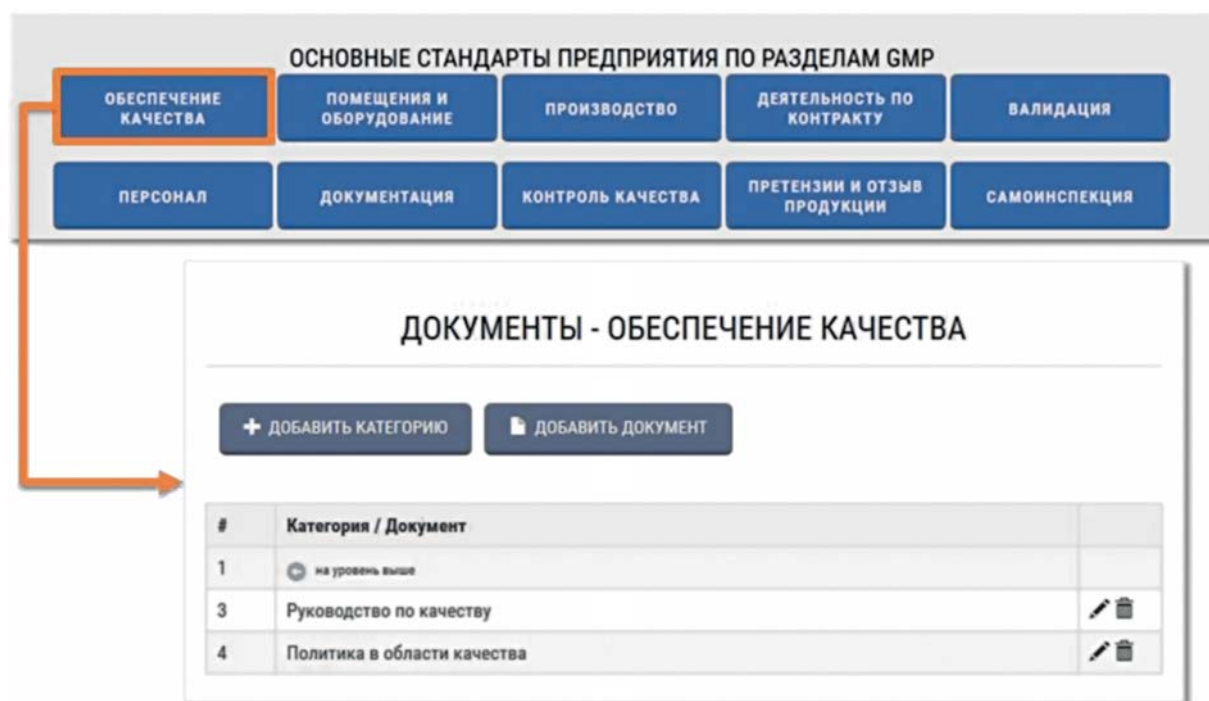 ОСНОВНЫЕ СТАНДАРТЫ ПРЕДПРИЯТИЯ ПО РАЗДЕЛАМ GMP
ОБЕСПЕЧЕНИЕ
КАЧЕСТВА
ПОМЕЩЕНИЯ И
ОБОРУДОВАНИЕ
ПРОИЗВОДСТВО
ДЕЯТЕЛЬНОСТЬ ПО
КОНТРАКТУ
ВАЛИДАЦИЯ
ПЕРСОНАЛ
ДОКУМЕНТАЦИЯ
КОНТРОЛЬ КАЧЕСТВА
ПРЕТЕНЗИИ И ОТЗЫВ
ПРОДУКЦИИ
САМОИНСПЕКЦИЯ
ДОКУМЕНТЫ - ОБЕСПЕЧЕНИЕ КАЧЕСТВА
ДОБАВИТЬ КАТЕГОРИЮ
ДОБАВИТЬ ДОКУМЕНТ
# Категория / Документ
1 на уровень выше
3 Руководство по качеству
4 Политика в области качества